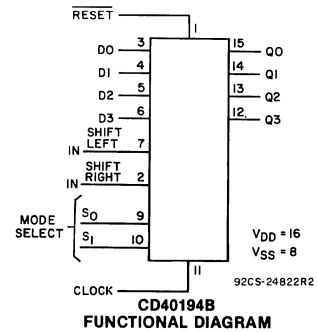 RESET
1
D0 3
D1 4
D2 5
D3 6
15 Q0
14 Q1
13 Q2
12 Q3
SHIFT
LEFT
IN 7
SHIFT
RIGHT
IN 2
MODE
SELECT
S0 9
S1 10
VDD = 16
VSS = 8
11
CLOCK
92CS-24822R2
CD40194B
FUNCTIONAL DIAGRAM